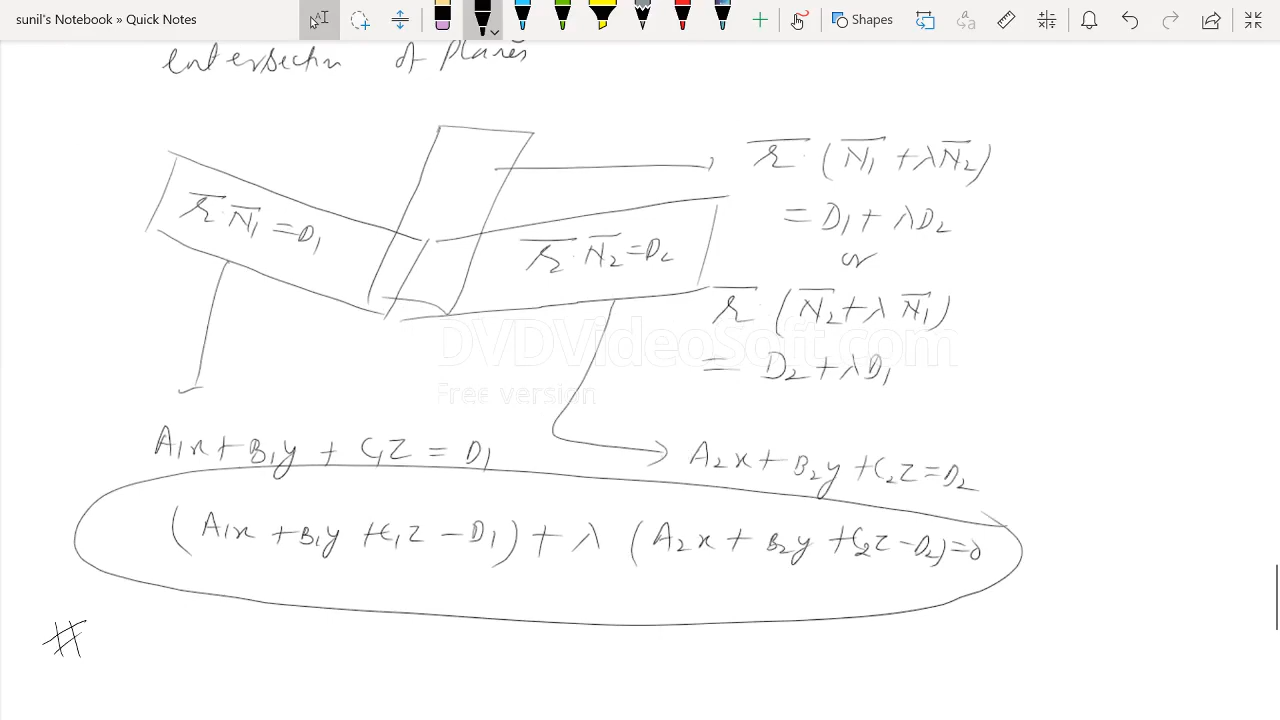 sunil's Notebook » Quick Notes
Shapes
intersectn of planes
r̅·N̅₁ = D₁
r̅·N̅₂ = D₂
r̅·(N̅₁ + λN̅₂)
= D₁ + λD₂
or
r̅·(N̅₂ + λN̅₁)
= D₂ + λD₁
DVDVideoSoft.com
Free version
A₁x + B₁y + C₁z = D₁
A₂x + B₂y + C₂z = D₂
(A₁x + B₁y + C₁z - D₁) + λ (A₂x + B₂y + C₂z - D₂) = 0
#